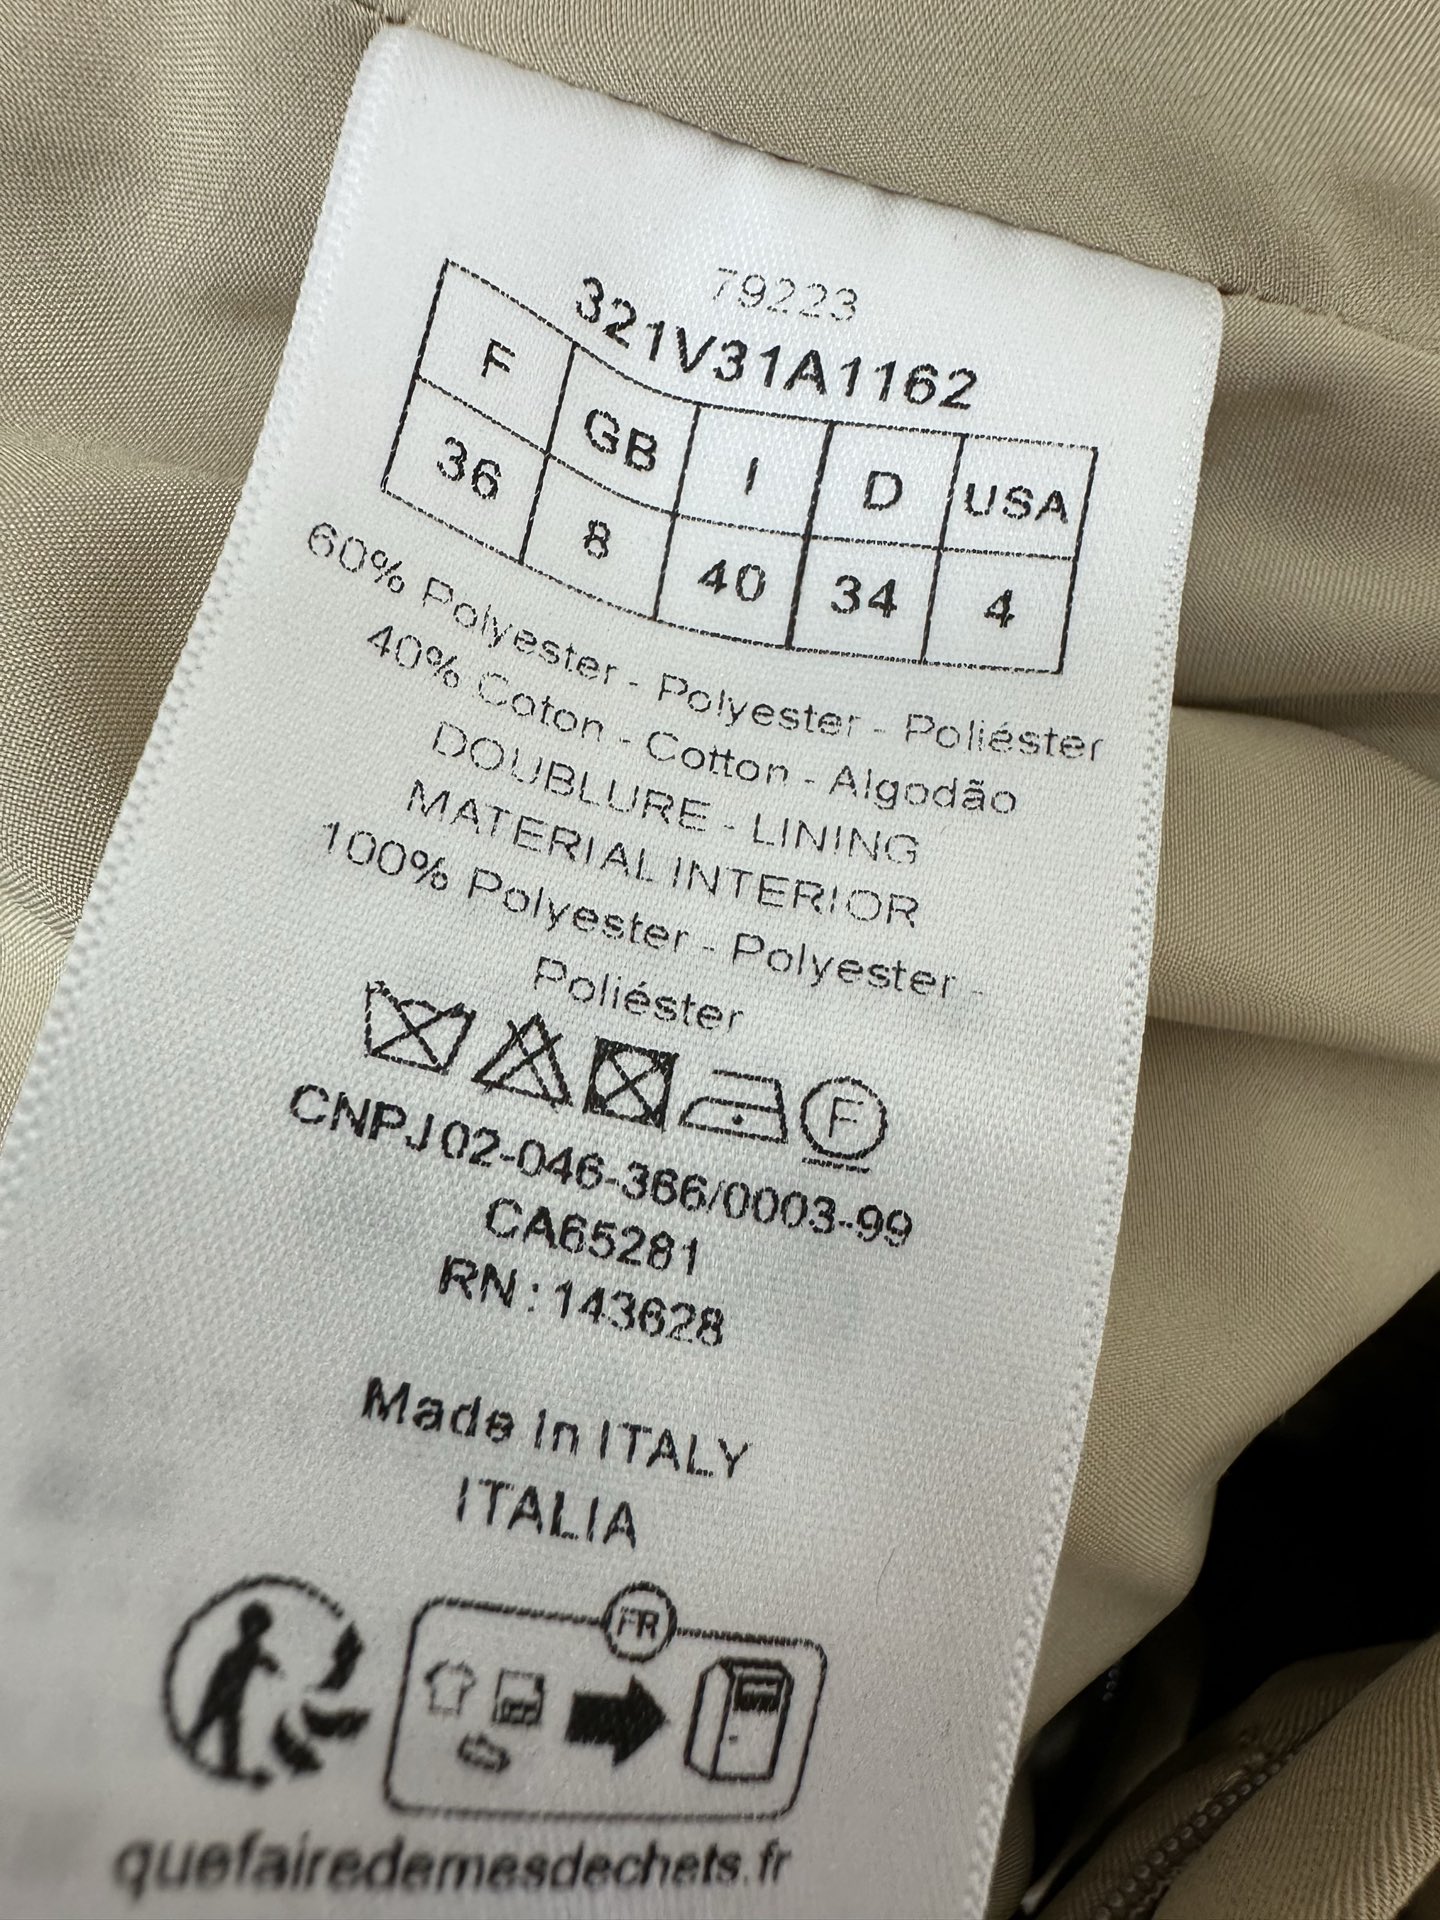 79223
321V31A1162
F GB I D USA
36 8 40 34 4
60% Polyester - Polyester - Poliéster
40% Coton - Cotton - Algodão
DOUBLURE - LINING
MATERIAL INTERIOR
100% Polyester - Polyester -
Poliéster
F
CNPJ 02-046-366/0003-99
CA65281
RN : 143628
Made in ITALY
ITALIA
FR
quefairedemesdechets.fr